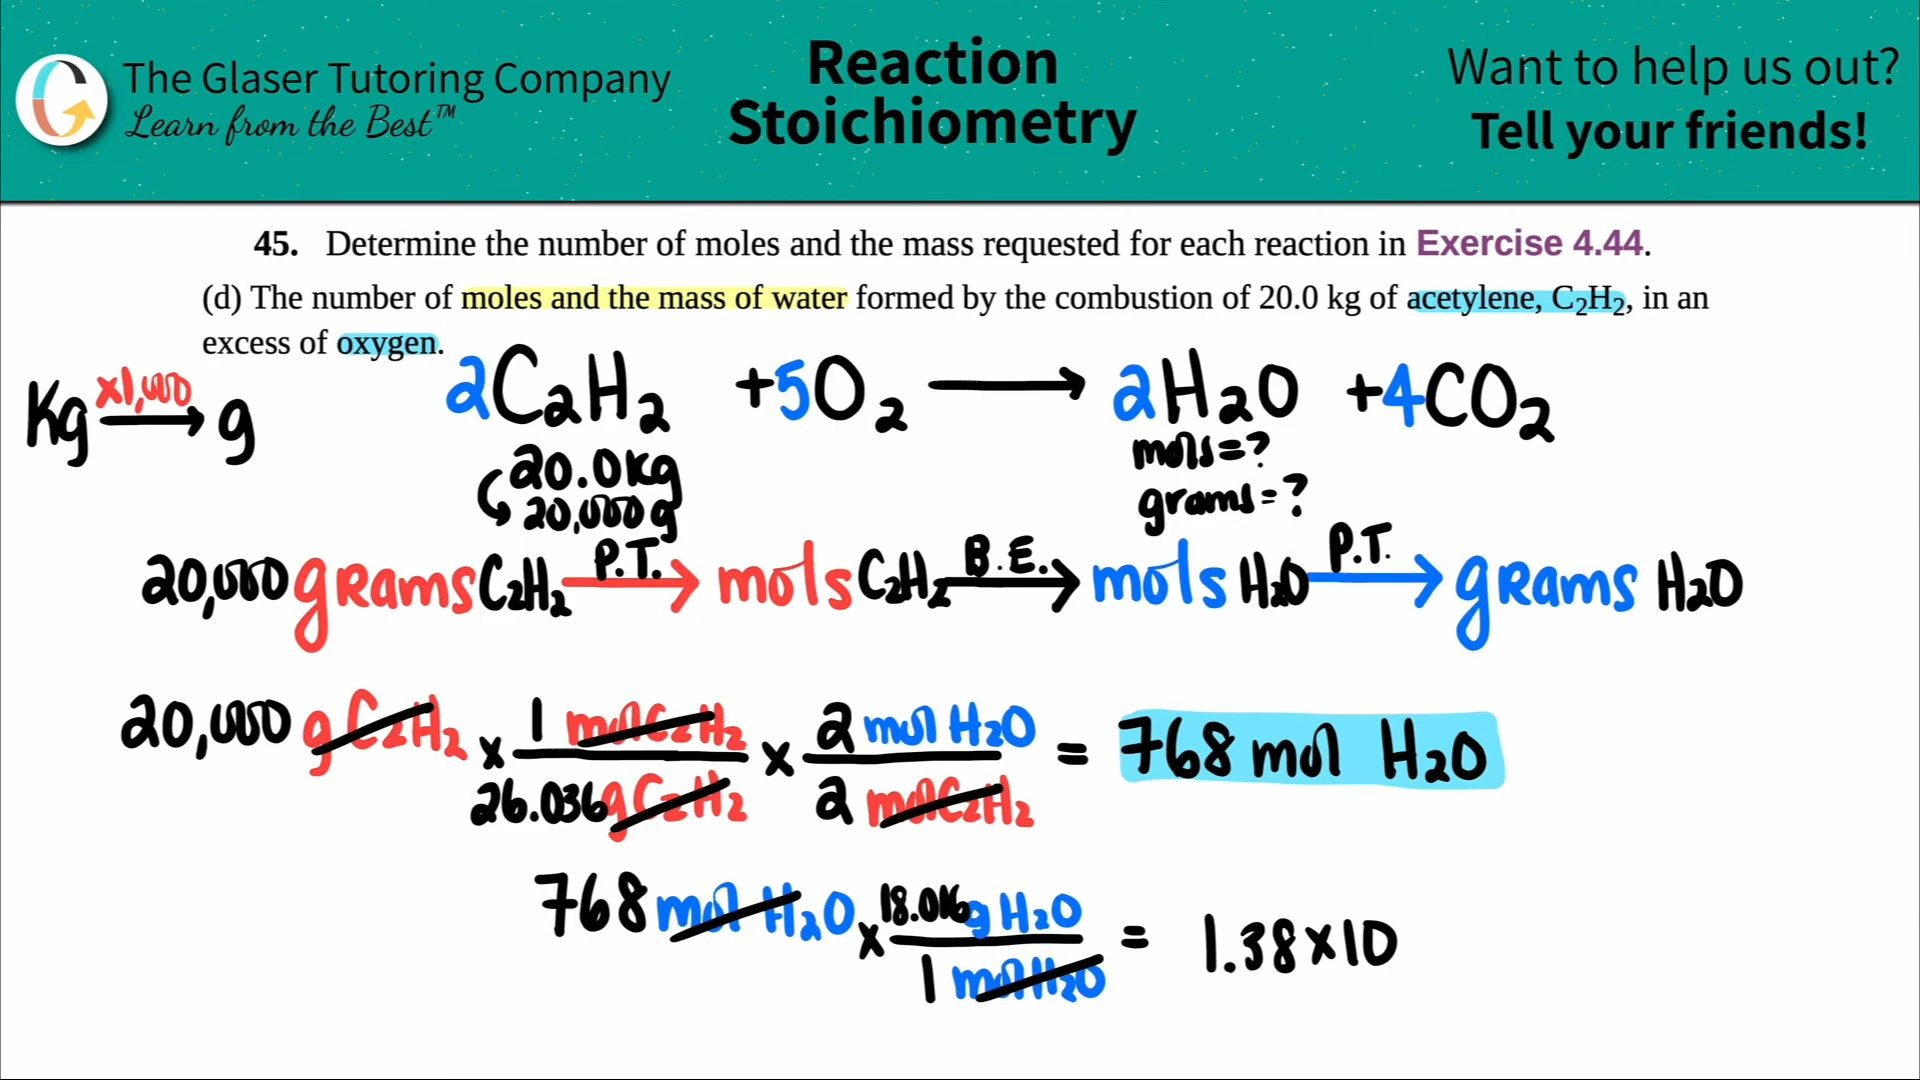 The Glaser Tutoring Company
Learn from the Best™
Reaction
Stoichiometry
Want to help us out?
Tell your friends!
45. Determine the number of moles and the mass requested for each reaction in Exercise 4.44.
(d) The number of moles and the mass of water formed by the combustion of 20.0 kg of acetylene, C₂H₂, in an
excess of oxygen.
Kg x1,000 → g
2C₂H₂ + 5O₂ → 2H₂O + 4CO₂
20.0kg
20,000 g
mols=?
grams=?
20,000 grams C₂H₂ P.T. → mols C₂H₂ B.E. → mols H₂O P.T. → grams H₂O
20,000 g C₂H₂ x 1 mol C₂H₂ / 26.036 g C₂H₂ x 2 mol H₂O / 2 mol C₂H₂ = 768 mol H₂O
768 mol H₂O x 18.016 g H₂O / 1 mol H₂O = 1.38x10